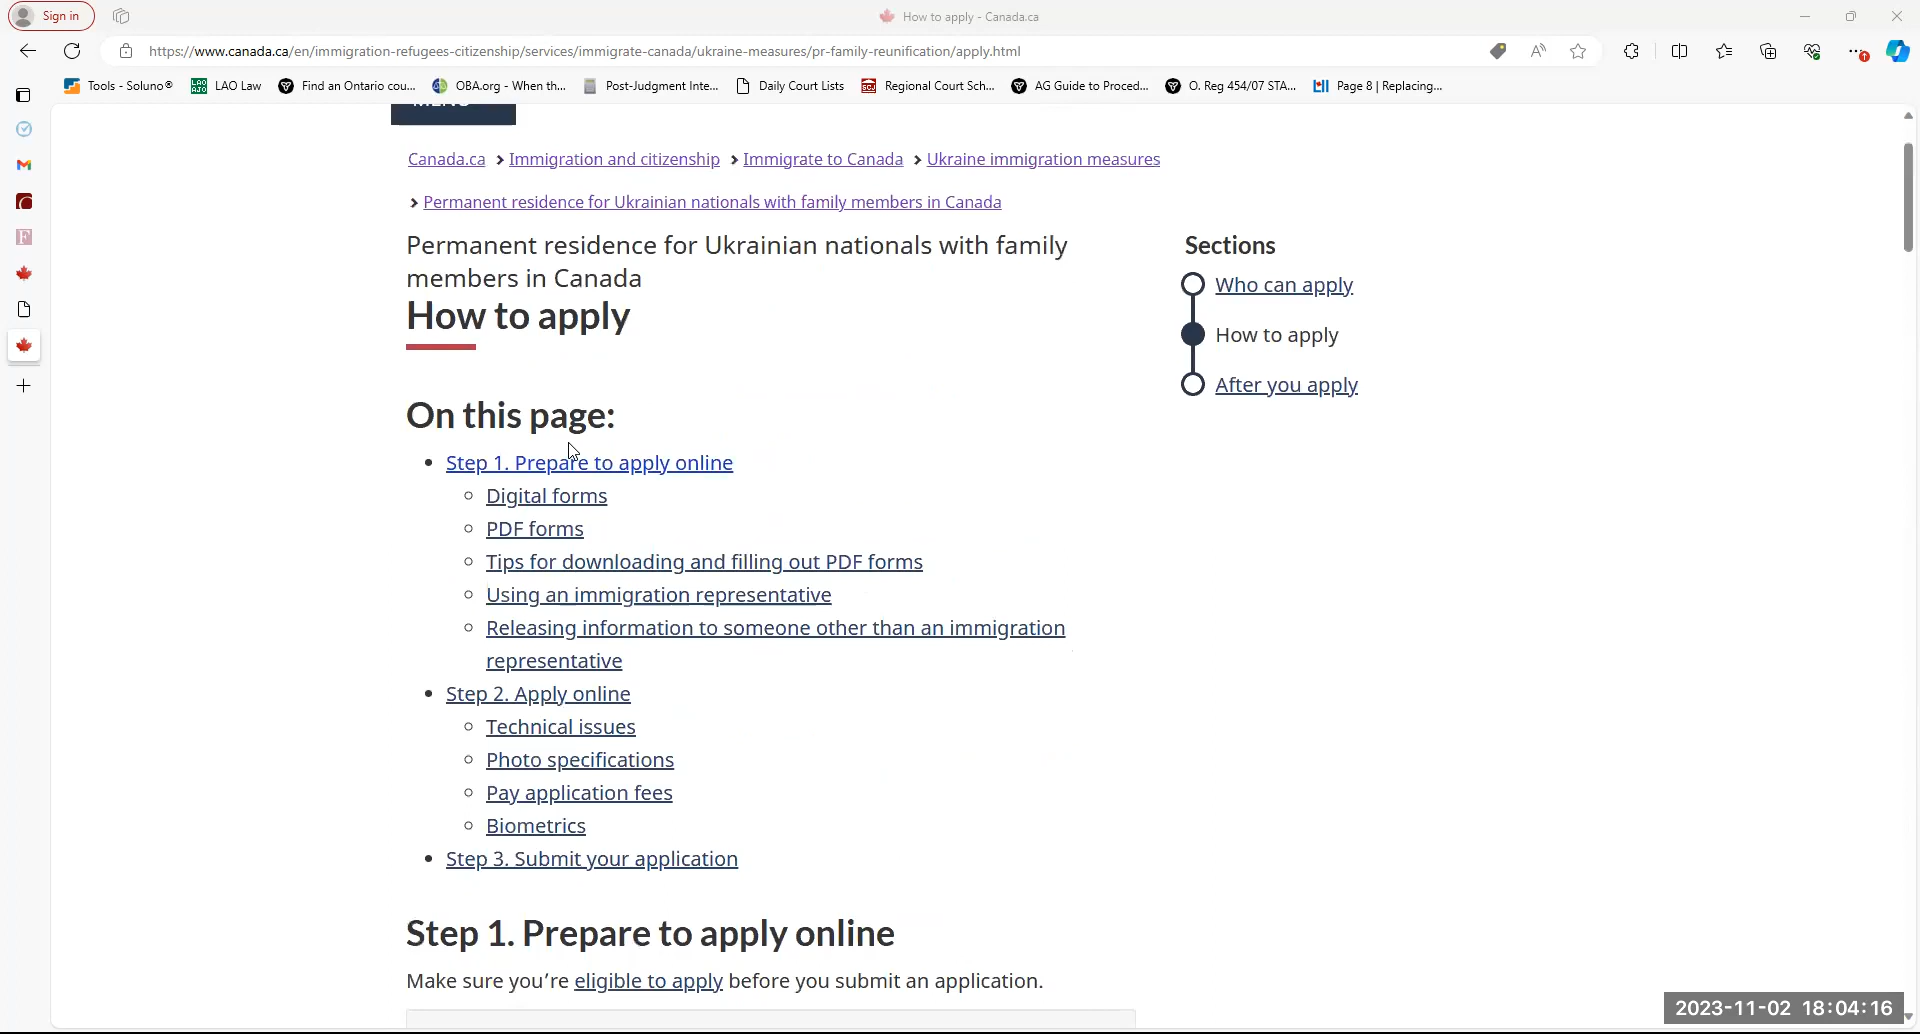 Sign in
How to apply - Canada.ca
https://www.canada.ca/en/immigration-refugees-citizenship/services/immigrate-canada/ukraine-measures/pr-family-reunification/apply.html
Tools - Soluno® LAO Law Find an Ontario cou... OBA.org - When th... Post-Judgment Inte... Daily Court Lists Regional Court Sch... AG Guide to Proced... O. Reg 454/07 STA... Page 8 | Replacing...
Canada.ca > Immigration and citizenship > Immigrate to Canada > Ukraine immigration measures
> Permanent residence for Ukrainian nationals with family members in Canada
Permanent residence for Ukrainian nationals with family
members in Canada
How to apply
Sections
Who can apply
How to apply
After you apply
On this page:
• Step 1. Prepare to apply online
Digital forms
PDF forms
Tips for downloading and filling out PDF forms
Using an immigration representative
Releasing information to someone other than an immigration
representative
• Step 2. Apply online
Technical issues
Photo specifications
Pay application fees
Biometrics
• Step 3. Submit your application
Step 1. Prepare to apply online
Make sure you’re eligible to apply before you submit an application.
2023-11-02 18:04:16